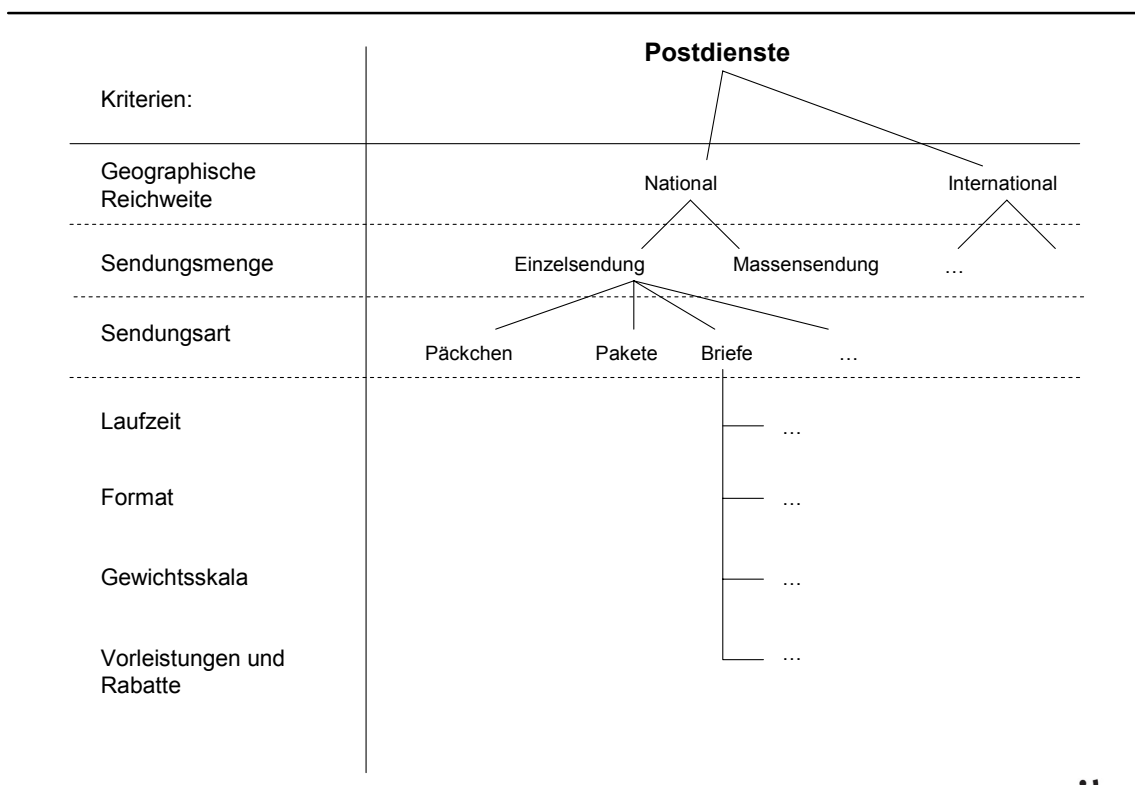 Postdienste
Kriterien:
Geographische
Reichweite
National
International
Sendungsmenge
Einzelsendung
Massensendung
...
Sendungsart
Päckchen
Pakete
Briefe
...
Laufzeit
...
Format
...
Gewichtsskala
...
Vorleistungen und
Rabatte
...